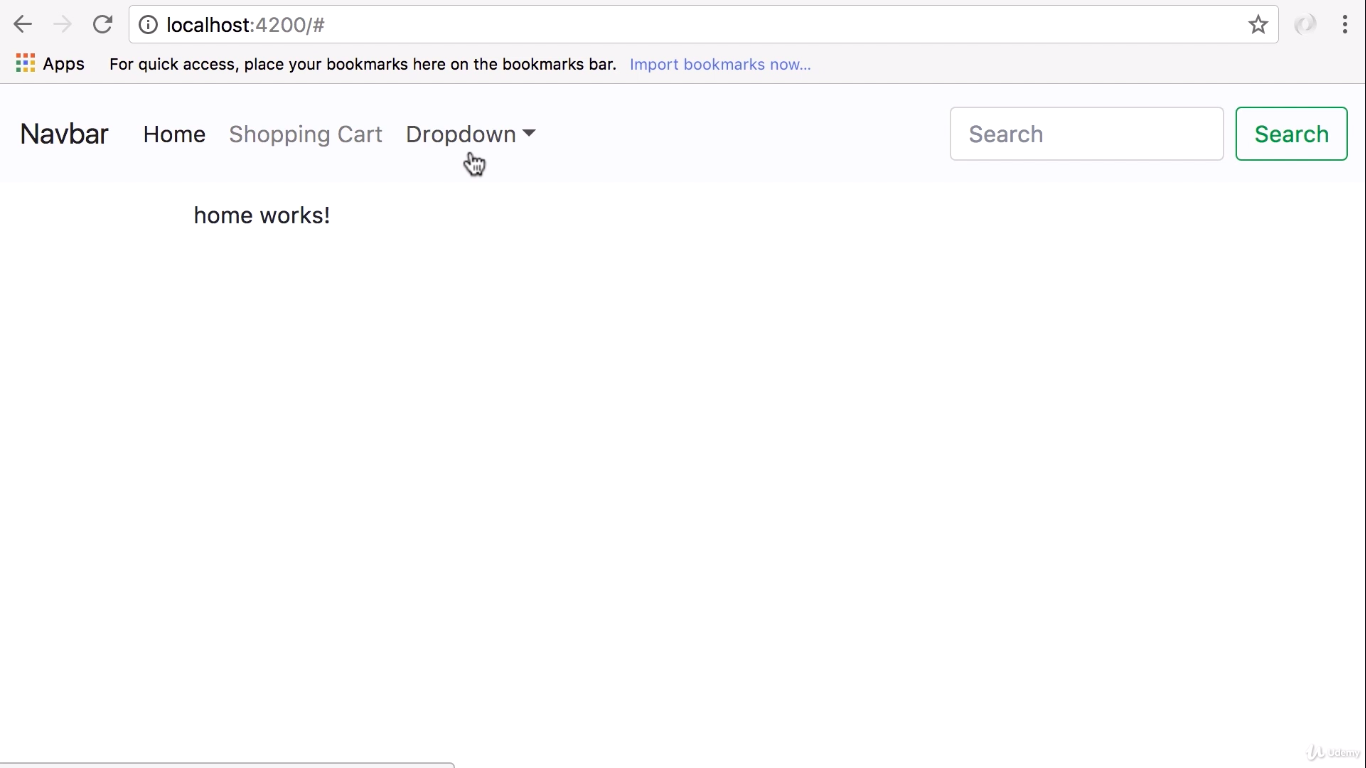 localhost:4200/#
Apps For quick access, place your bookmarks here on the bookmarks bar. Import bookmarks now...
Navbar Home Shopping Cart Dropdown Search Search
home works!
Udemy